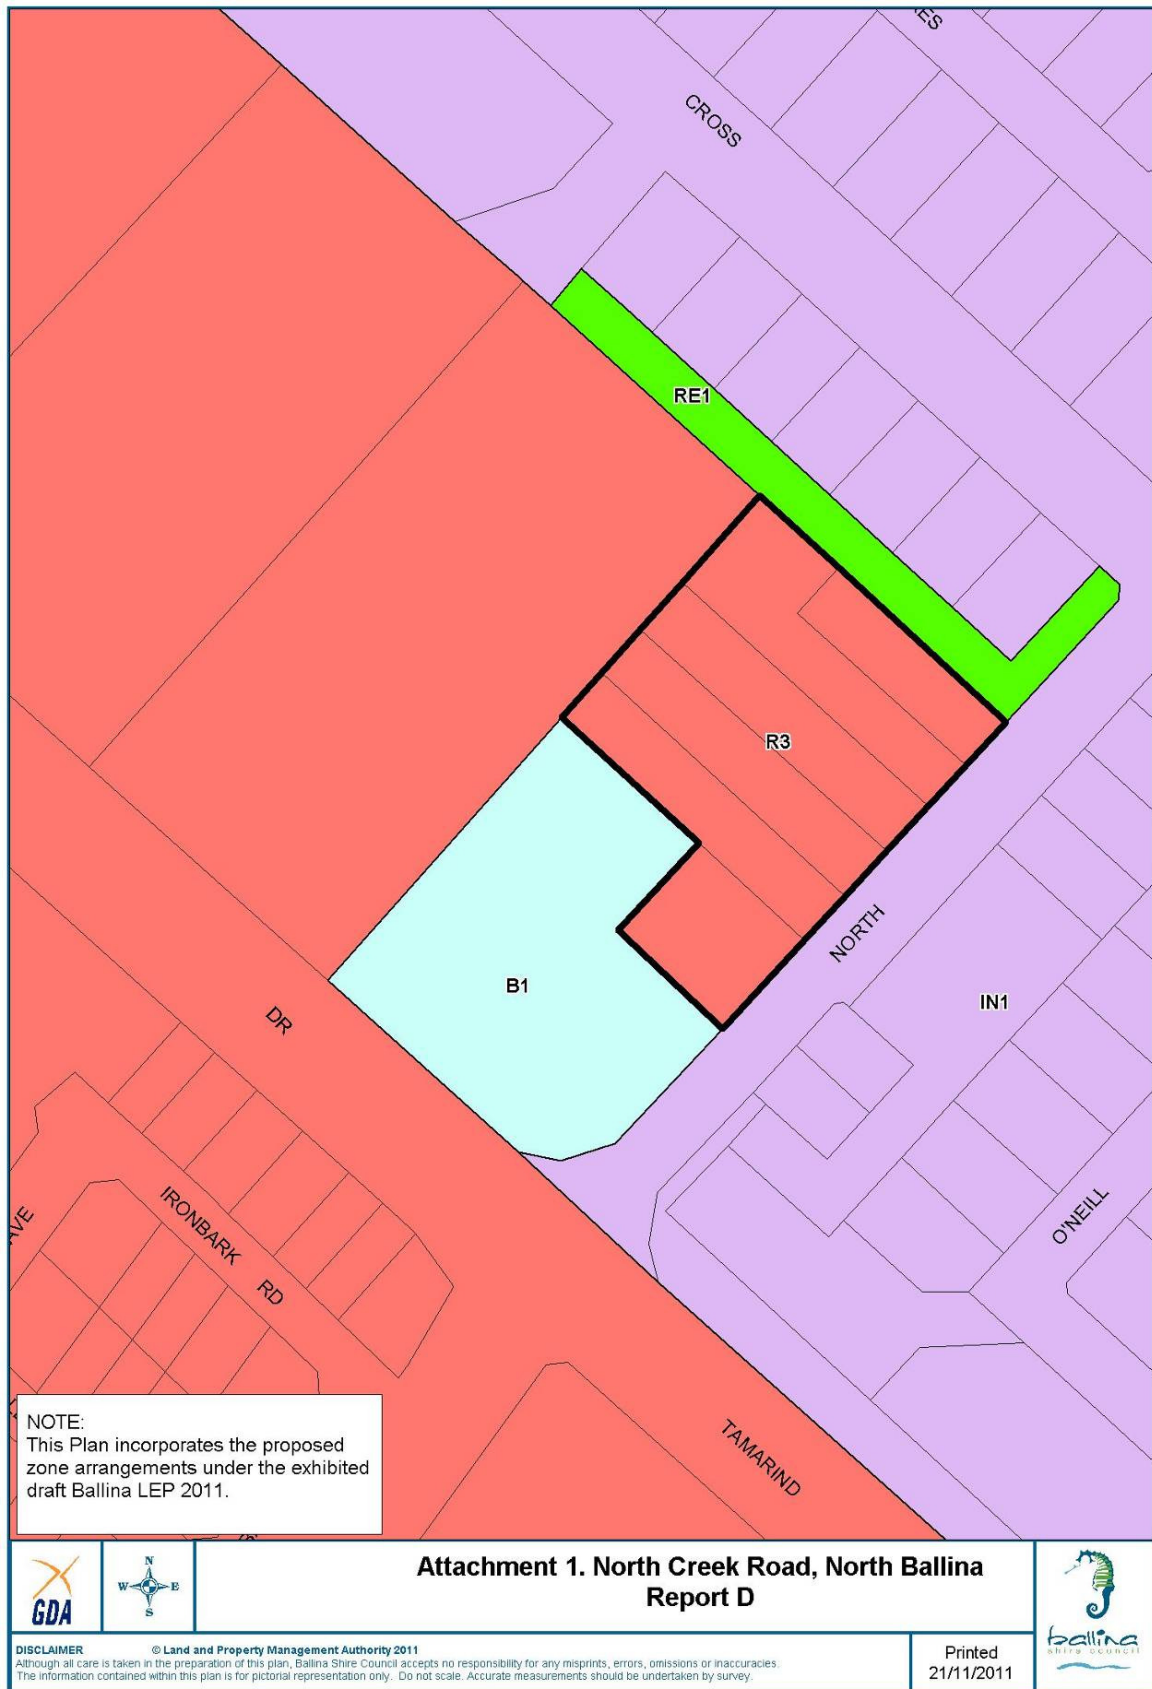 CROSS
RE1
R3
NORTH
B1
IN1
DR
O'NEILL
AVE
IRONBARK
RD
TAMARIND
NOTE:
This Plan incorporates the proposed
zone arrangements under the exhibited
draft Ballina LEP 2011.
GDA
N
W E
S
Attachment 1. North Creek Road, North Ballina
Report D
ballina
shire council
DISCLAIMER © Land and Property Management Authority 2011
Although all care is taken in the preparation of this plan, Ballina Shire Council accepts no responsibility for any misprints, errors, omissions or inaccuracies.
The information contained within this plan is for pictorial representation only. Do not scale. Accurate measurements should be undertaken by survey.
Printed
21/11/2011